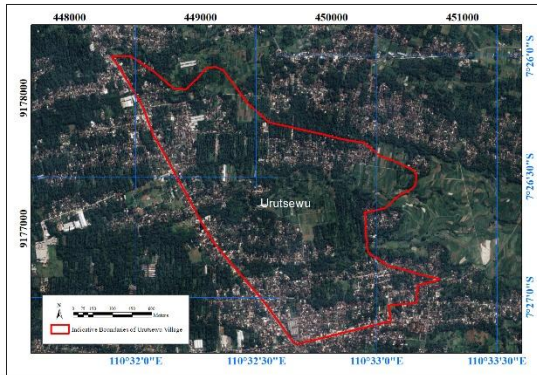 448000 449000 450000 451000
7°26'0"S
9178000
7°26'30"S
Urutsewu
9177000
7°27'0"S
N
Meters
Indicative Boundaries of Urutsewu Village
110°32'0"E 110°32'30"E 110°33'0"E 110°33'30"E